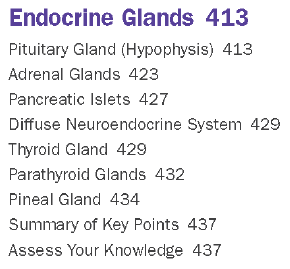 Endocrine Glands 413
Pituitary Gland (Hypophysis) 413
Adrenal Glands 423
Pancreatic Islets 427
Diffuse Neuroendocrine System 429
Thyroid Gland 429
Parathyroid Glands 432
Pineal Gland 434
Summary of Key Points 437
Assess Your Knowledge 437